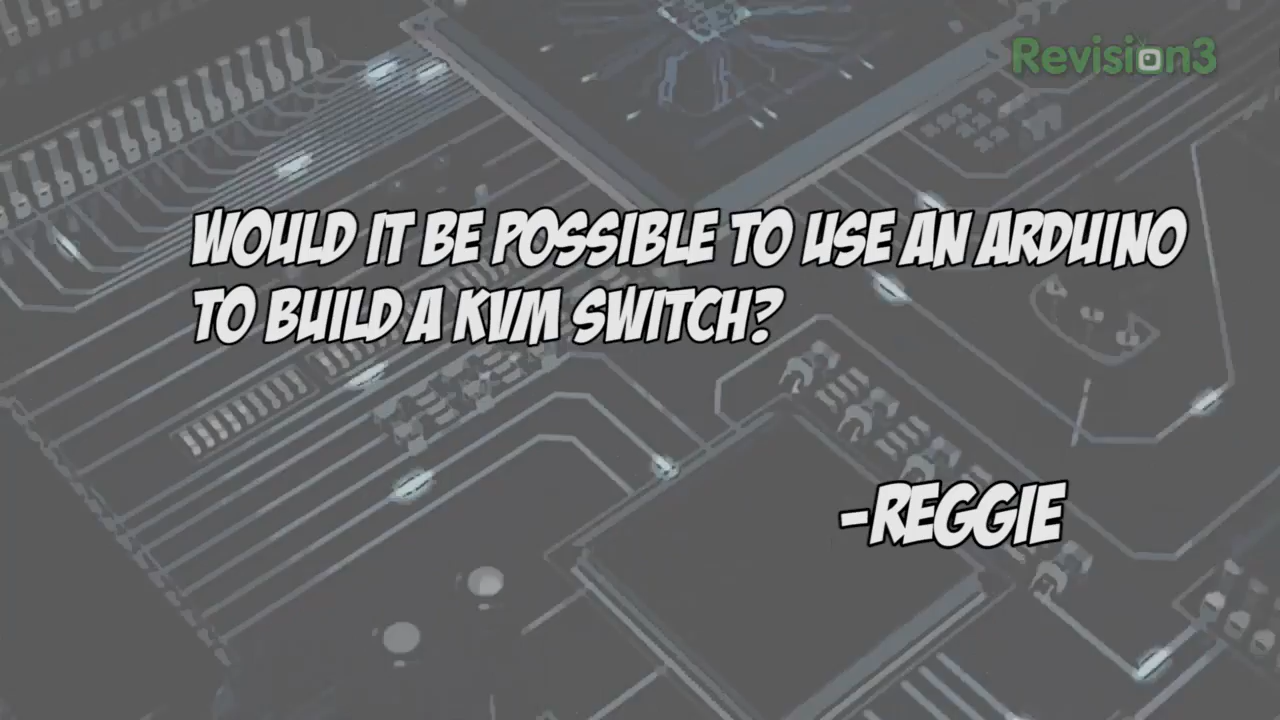 Revision3
WOULD IT BE POSSIBLE TO USE AN ARDUINO
TO BUILD A KVM SWITCH?
-REGGIE